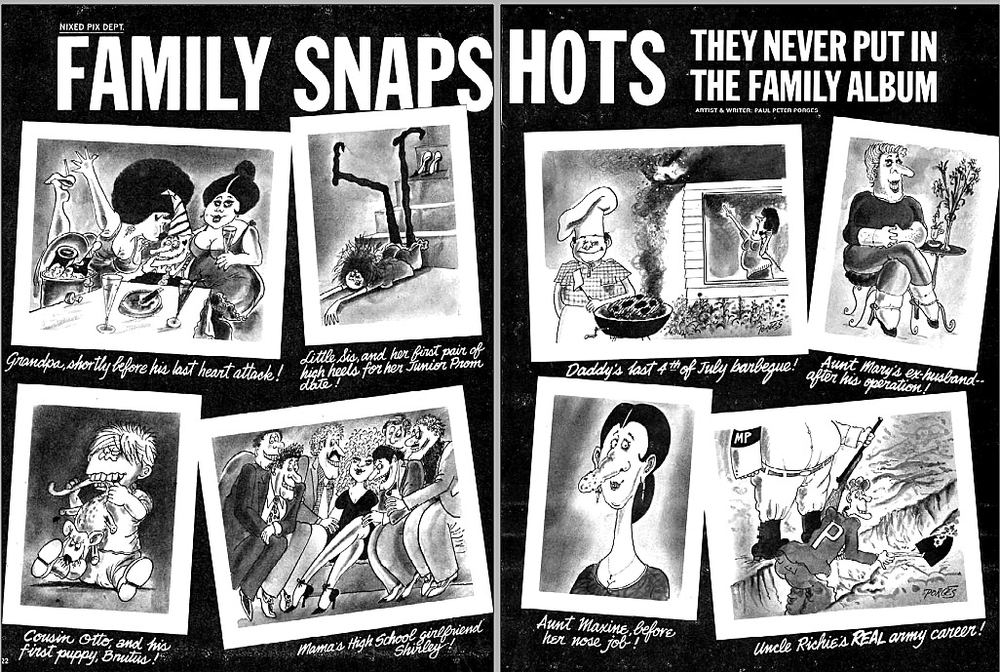 NIXED PIX DEPT.
FAMILY SNAPSHOTS
THEY NEVER PUT IN
THE FAMILY ALBUM
ARTIST & WRITER: PAUL PETER PORGES
Grandpa, shortly before his last heart attack!
Little Sis, and her first pair of
high heels for her Junior Prom
date!
PORGES
Daddy's last 4th of July barbeque!
Aunt Mary's ex-husband--
after his operation!
MP
P
PORGES
Cousin Otto, and his
first puppy, Brutus!
Mama's High School girlfriend
Shirley!
Aunt Maxine, before
her nose job!
Uncle Richie's REAL army career!
22